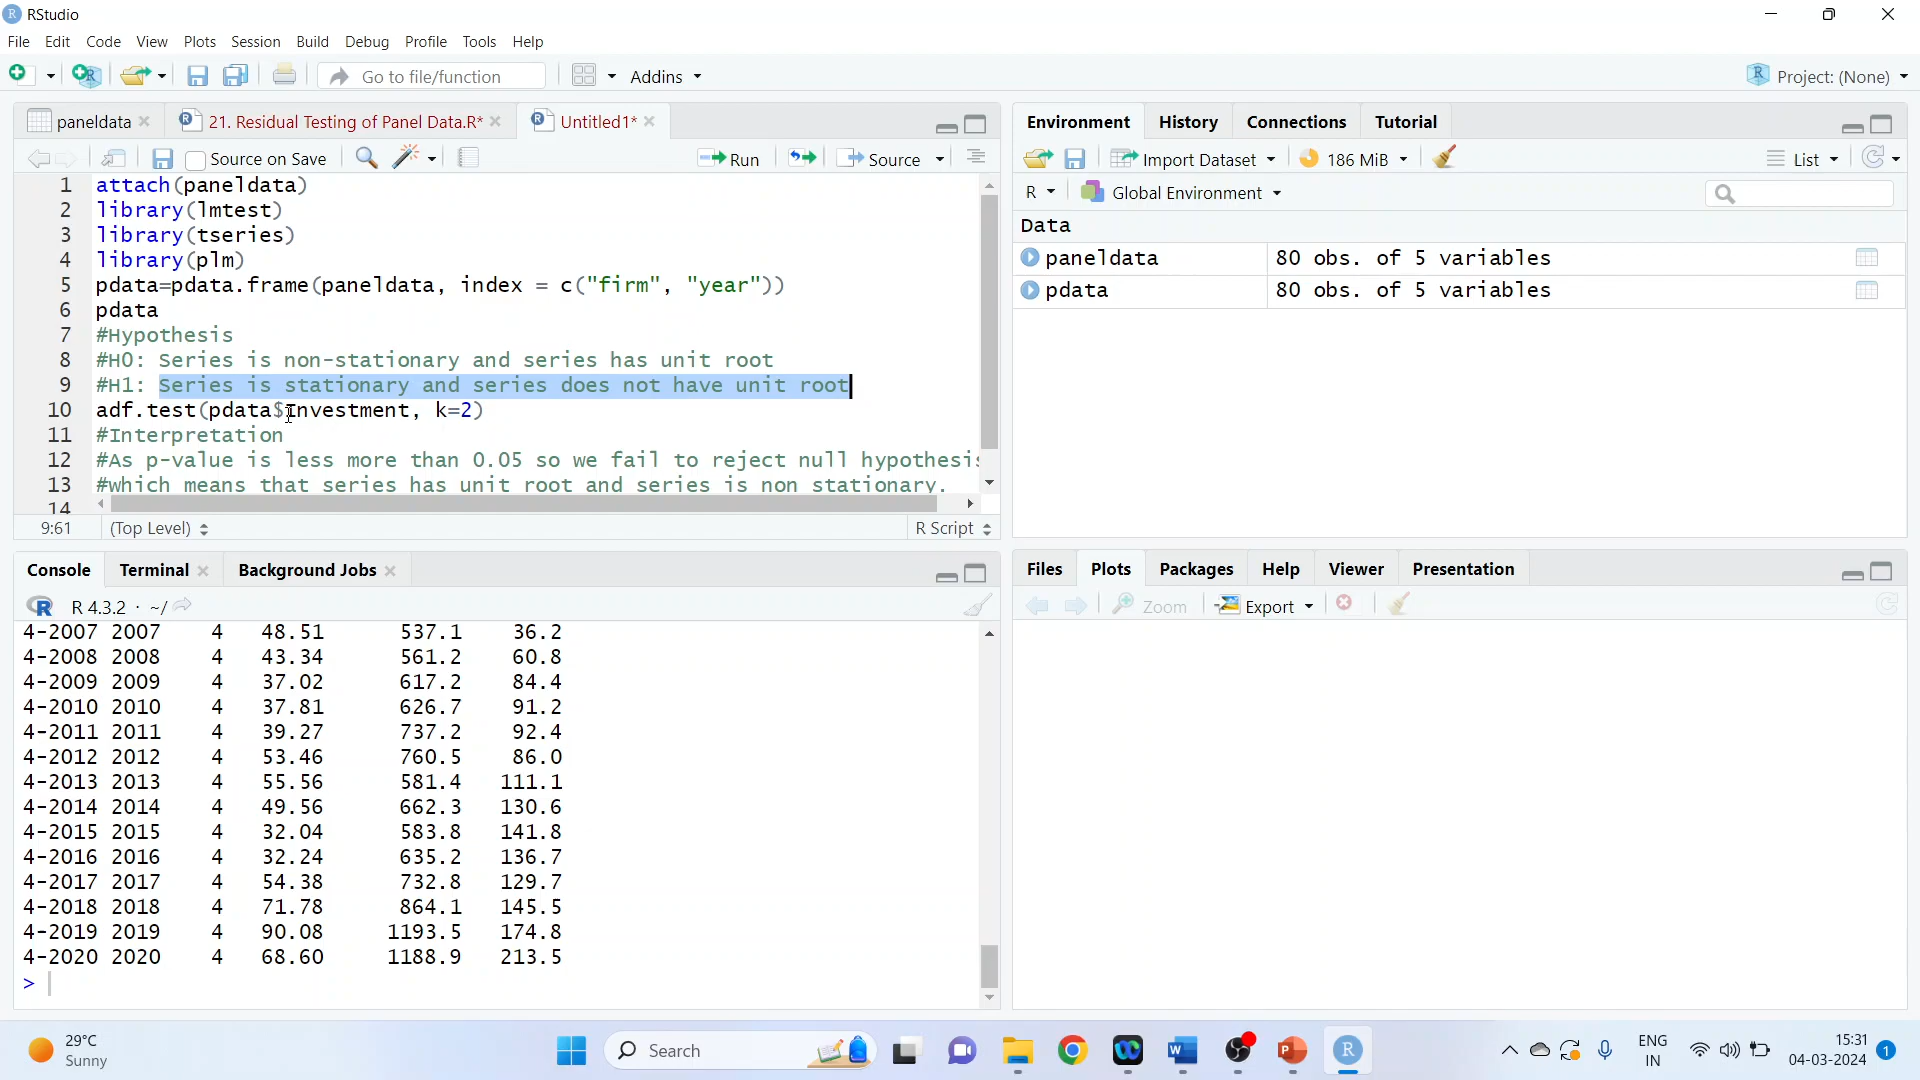 RStudio
File Edit Code View Plots Session Build Debug Profile Tools Help
Go to file/function Addins Project: (None)
paneldata 21. Residual Testing of Panel Data.R* Untitled1*
Source on Save Run Source
1 attach(paneldata)
2 library(lmtest)
3 library(tseries)
4 library(plm)
5 pdata=pdata.frame(paneldata, index = c("firm", "year"))
6 pdata
7 #Hypothesis
8 #H0: Series is non-stationary and series has unit root
9 #H1: Series is stationary and series does not have unit root
10 adf.test(pdata$Investment, k=2)
11 #Interpretation
12 #As p-value is less more than 0.05 so we fail to reject null hypothesis
13 #which means that series has unit root and series is non stationary.
14
9:61 (Top Level) R Script
Console Terminal Background Jobs
R 4.3.2 · ~/
4-2007 2007 4 48.51 537.1 36.2
4-2008 2008 4 43.34 561.2 60.8
4-2009 2009 4 37.02 617.2 84.4
4-2010 2010 4 37.81 626.7 91.2
4-2011 2011 4 39.27 737.2 92.4
4-2012 2012 4 53.46 760.5 86.0
4-2013 2013 4 55.56 581.4 111.1
4-2014 2014 4 49.56 662.3 130.6
4-2015 2015 4 32.04 583.8 141.8
4-2016 2016 4 32.24 635.2 136.7
4-2017 2017 4 54.38 732.8 129.7
4-2018 2018 4 71.78 864.1 145.5
4-2019 2019 4 90.08 1193.5 174.8
4-2020 2020 4 68.60 1188.9 213.5
>
Environment History Connections Tutorial
Import Dataset 186 MiB List
R Global Environment
Data
paneldata 80 obs. of 5 variables
pdata 80 obs. of 5 variables
Files Plots Packages Help Viewer Presentation
Zoom Export
29°C
Sunny
Search
ENG
IN
15:31
04-03-2024
1